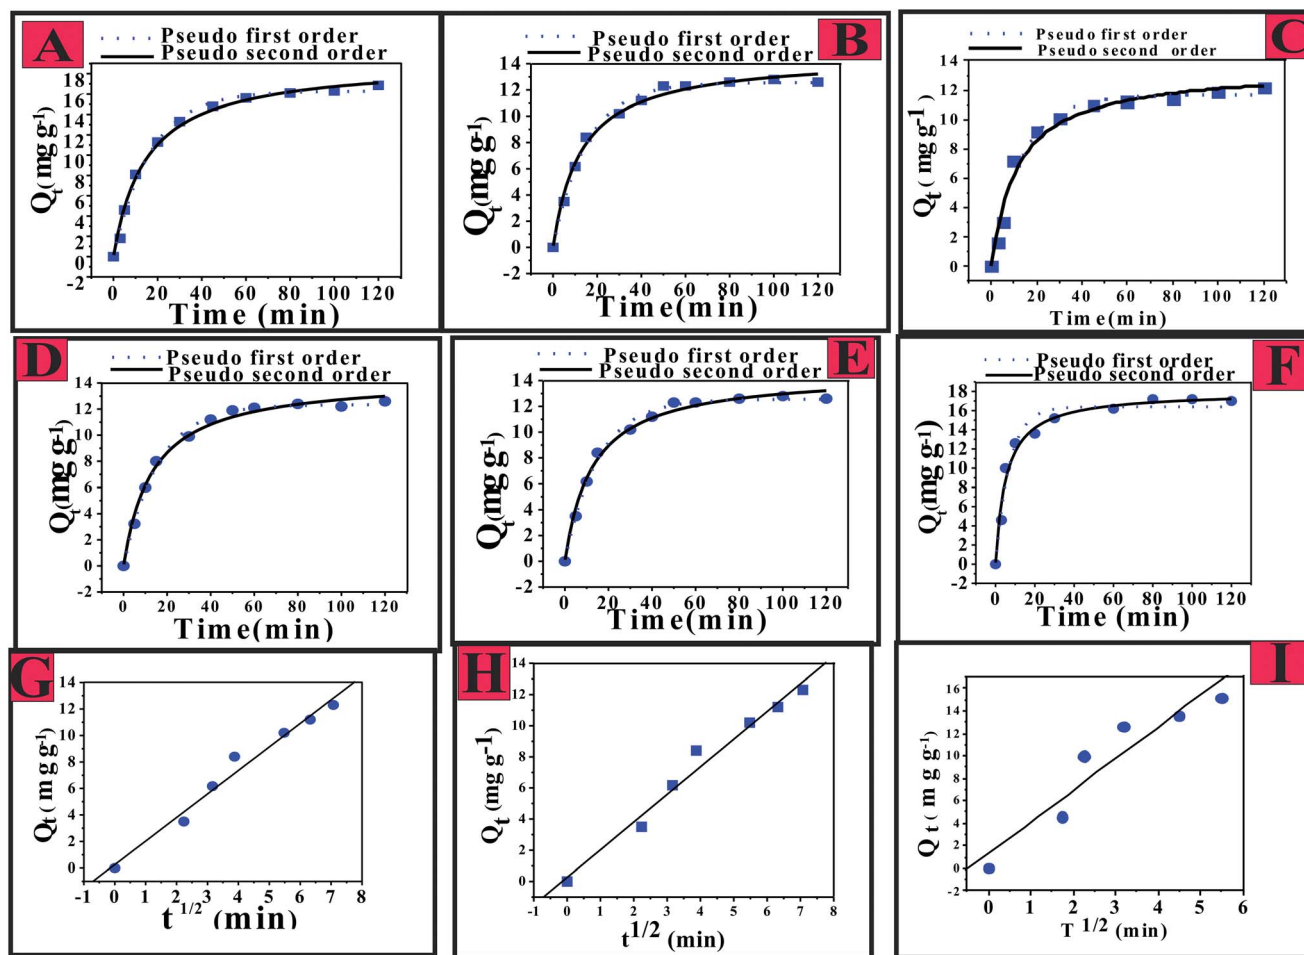 A
Pseudo first order
Pseudo second order
18
16
14
12
10
8
6
4
2
0
-2
Qt(mg g-1)
0 20 40 60 80 100 120
Time (min)
B
Pseudo first order
Pseudo second order
14
12
10
8
6
4
2
0
-2
Qt(mg g-1)
0 20 40 60 80 100 120
Time(min)
C
Pseudo first order
Pseudo second order
14
12
10
8
6
4
2
0
Qt( mg g-1)
0 20 40 60 80 100 120
Time(min)
D
Pseudo first order
Pseudo second order
14
12
10
8
6
4
2
0
-2
Qt(mg g-1)
0 20 40 60 80 100 120
Time(min)
E
Pseudo first order
Pseudo second order
14
12
10
8
6
4
2
0
-2
Qt(mg g-1)
0 20 40 60 80 100 120
Time(min)
F
Pseudo first order
Pseudo second order
18
16
14
12
10
8
6
4
2
0
-2
Qt(mg g-1)
0 20 40 60 80 100 120
Time (min)
G
14
12
10
8
6
4
2
0
Qt( mg g-1)
-1 0 1 2 3 4 5 6 7 8
t 1/2 (min)
H
14
12
10
8
6
4
2
0
Qt (mg g-1)
-1 0 1 2 3 4 5 6 7 8
t1/2 (min)
I
16
14
12
10
8
6
4
2
0
-2
Q t ( m g g-1)
0 1 2 3 4 5 6
T 1/2 (min)